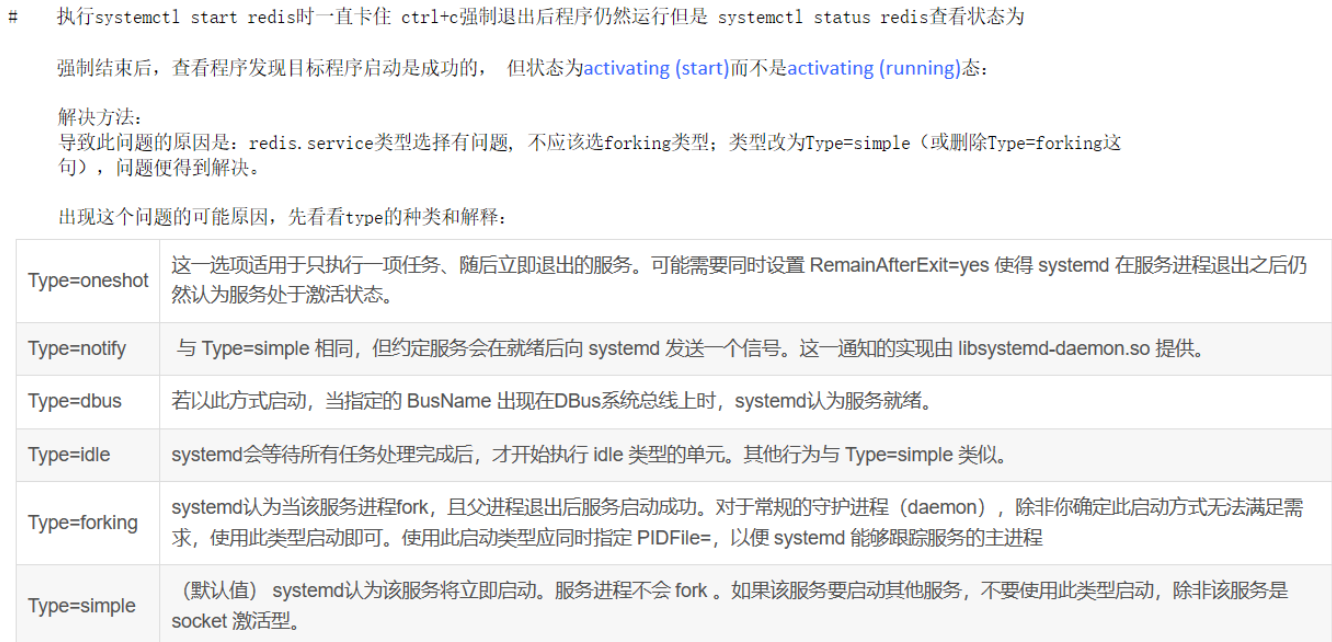 # 执行systemctl start redis时一直卡住 ctrl+c强制退出后程序仍然运行但是 systemctl status redis查看状态为
强制结束后，查看程序发现目标程序启动是成功的， 但状态为activating (start)而不是activating (running)态：
解决方法：
导致此问题的原因是：redis.service类型选择有问题，不应该选forking类型；类型改为Type=simple（或删除Type=forking这
句），问题便得到解决。
出现这个问题的可能原因，先看看type的种类和解释：
Type=oneshot
这一选项适用于只执行一项任务、随后立即退出的服务。可能需要同时设置 RemainAfterExit=yes 使得 systemd 在服务进程退出之后仍
然认为服务处于激活状态。
Type=notify
与 Type=simple 相同，但约定服务会在就绪后向 systemd 发送一个信号。这一通知的实现由 libsystemd-daemon.so 提供。
Type=dbus
若以此方式启动，当指定的 BusName 出现在DBus系统总线上时，systemd认为服务就绪。
Type=idle
systemd会等待所有任务处理完成后，才开始执行 idle 类型的单元。其他行为与 Type=simple 类似。
Type=forking
systemd认为当该服务进程fork，且父进程退出后服务启动成功。对于常规的守护进程（daemon），除非你确定此启动方式无法满足需
求，使用此类型启动即可。使用此启动类型应同时指定 PIDFile=，以便 systemd 能够跟踪服务的主进程
Type=simple
（默认值） systemd认为该服务将立即启动。服务进程不会 fork 。如果该服务要启动其他服务，不要使用此类型启动，除非该服务是
socket 激活型。